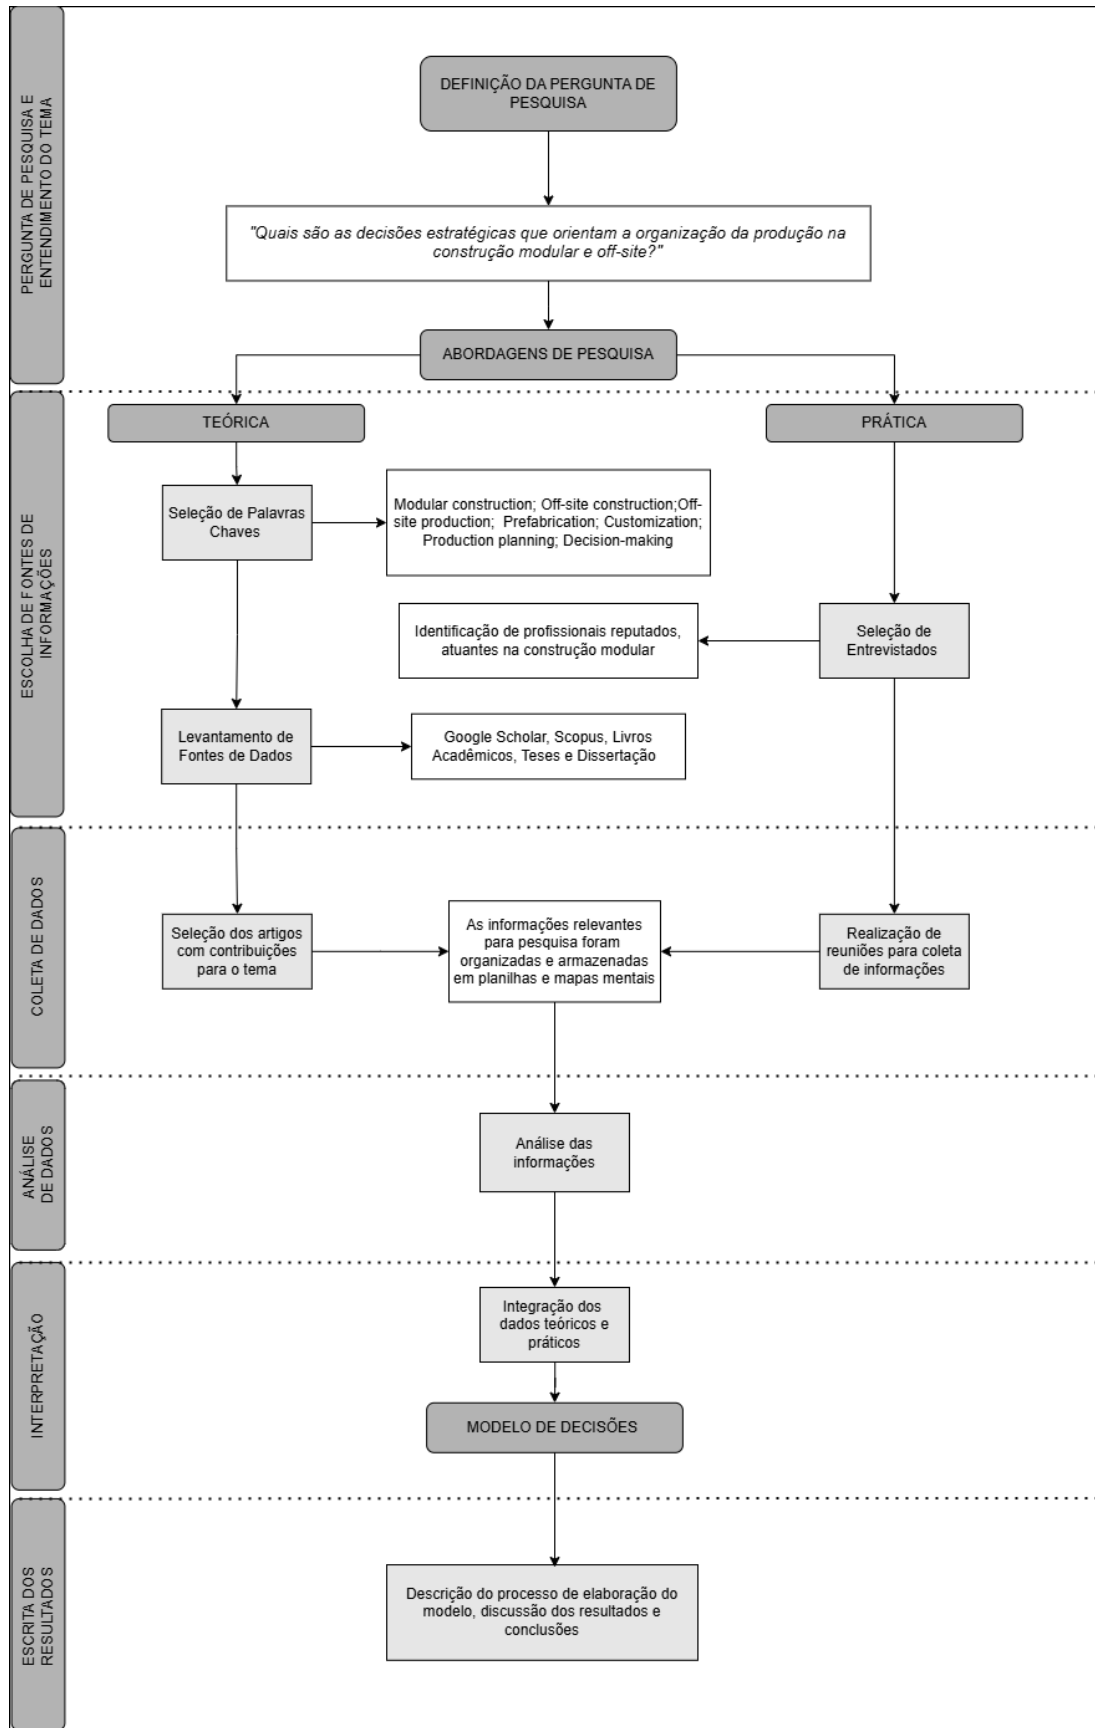 PERGUNTA DE PESQUISA E
ENTENDIMENTO DO TEMA
DEFINIÇÃO DA PERGUNTA DE
PESQUISA
"Quais são as decisões estratégicas que orientam a organização da produção na
construção modular e off-site?"
ABORDAGENS DE PESQUISA
ESCOLHA DE FONTES DE
INFORMAÇÕES
TEÓRICA
PRÁTICA
Seleção de Palavras
Chaves
Modular construction; Off-site construction;Off-
site production; Prefabrication; Customization;
Production planning; Decision-making
Identificação de profissionais reputados,
atuantes na construção modular
Seleção de
Entrevistados
Levantamento de
Fontes de Dados
Google Scholar, Scopus, Livros
Acadêmicos, Teses e Dissertação
COLETA DE DADOS
Seleção dos artigos
com contribuições
para o tema
As informações relevantes
para pesquisa foram
organizadas e armazenadas
em planilhas e mapas mentais
Realização de
reuniões para coleta
de informações
ANÁLISE
DE DADOS
Análise das
informações
INTERPRETAÇÃO
Integração dos
dados teóricos e
práticos
MODELO DE DECISÕES
ESCRITA DOS
RESULTADOS
Descrição do processo de elaboração do
modelo, discussão dos resultados e
conclusões